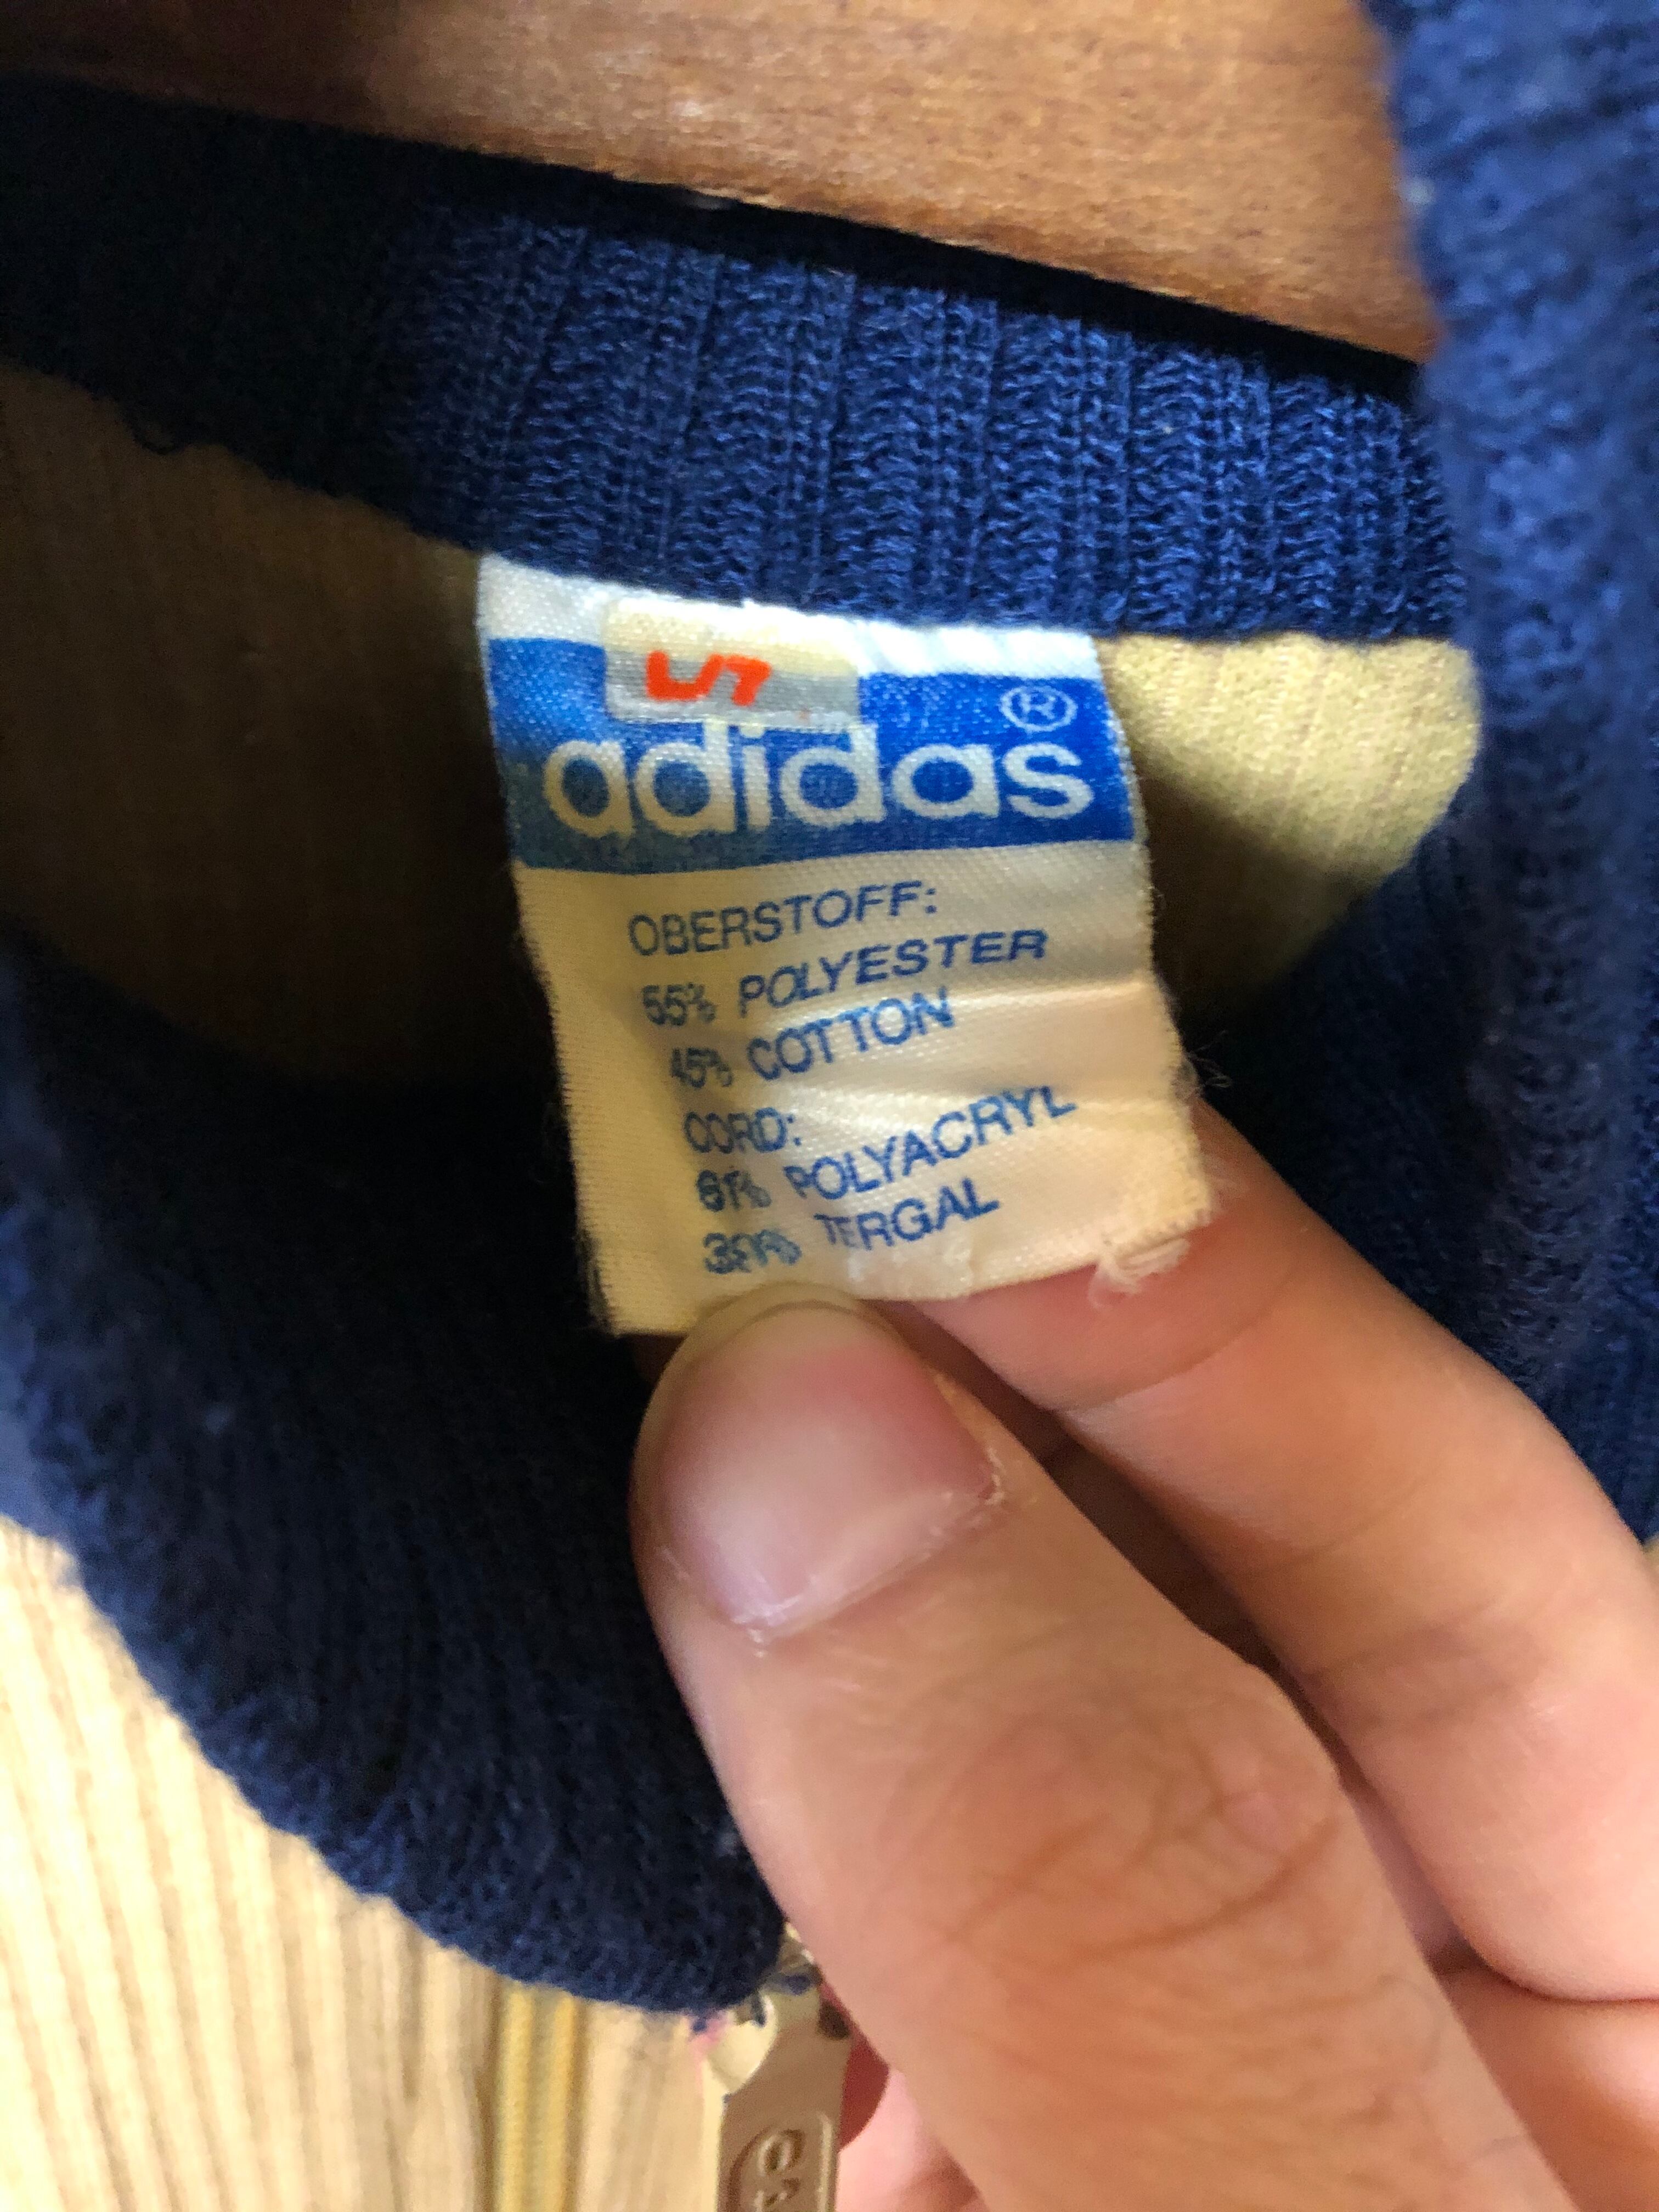 adidas®
OBERSTOFF:
55% POLYESTER
45% COTTON
CORD:
61% POLYACRYL
39% TERGAL